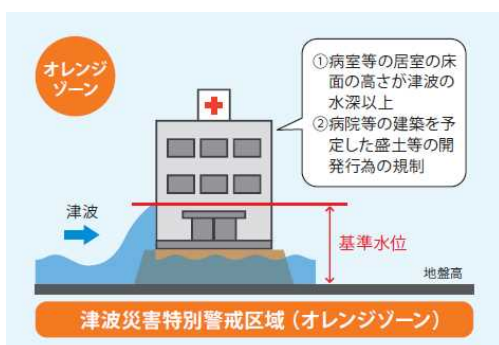 オレンジ
ゾーン
①病室等の居室の床
面の高さが津波の
水深以上
②病院等の建築を予
定した盛土等の開
発行為の規制
津波
基準水位
地盤高
津波災害特別警戒区域（オレンジゾーン）